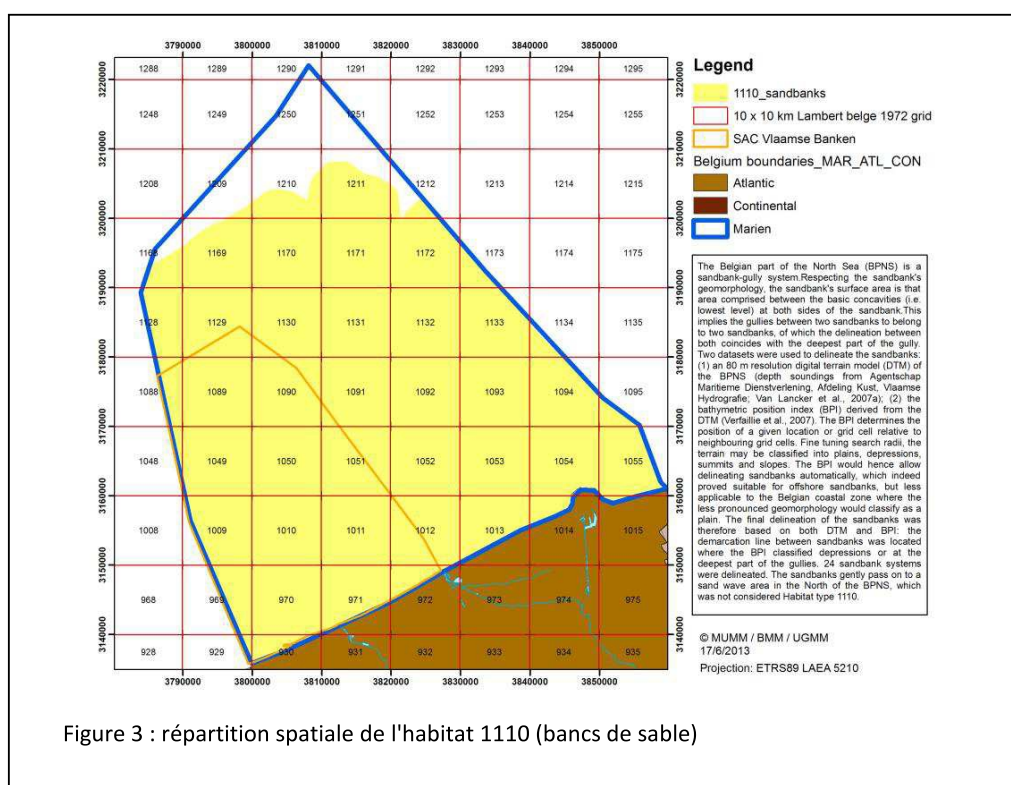 3790000 3800000 3810000 3820000 3830000 3840000 3850000
1288 1289 1290 1291 1292 1293 1294 1295
3220000 3220000
1248 1249 1250 1251 1252 1253 1254 1255
3210000 3210000
1208 1209 1210 1211 1212 1213 1214 1215
3200000 3200000
1168 1169 1170 1171 1172 1173 1174 1175
3190000 3190000
1128 1129 1130 1131 1132 1133 1134 1135
3180000 3180000
1088 1089 1090 1091 1092 1093 1094 1095
3170000 3170000
1048 1049 1050 1051 1052 1053 1054 1055
3160000 3160000
1008 1009 1010 1011 1012 1013 1014 1015
3150000 3150000
968 969 970 971 972 973 974 975
3140000 3140000
928 929 930 931 932 933 934 935
3790000 3800000 3810000 3820000 3830000 3840000 3850000
Legend
1110_sandbanks
10 x 10 km Lambert belge 1972 grid
SAC Vlaamse Banken
Belgium boundaries_MAR_ATL_CON
Atlantic
Continental
Marien
The Belgian part of the North Sea (BPNS) is a
sandbank-gully system.Respecting the sandbank's
geomorphology, the sandbank's surface area is that
area comprised between the basic concavities (i.e.
lowest level) at both sides of the sandbank.This
implies the gullies between two sandbanks to belong
to two sandbanks, of which the delineation between
both coincides with the deepest part of the gully.
Two datasets were used to delineate the sandbanks:
(1) an 80 m resolution digital terrain model (DTM) of
the BPNS (depth soundings from Agentschap
Maritieme Dienstverlening, Afdeling Kust, Vlaamse
Hydrografie; Van Lancker et al., 2007a); (2) the
bathymetric position index (BPI) derived from the
DTM (Verfaillie et al., 2007). The BPI determines the
position of a given location or grid cell relative to
neighbouring grid cells. Fine tuning search radii, the
terrain may be classified into plains, depressions,
summits and slopes. The BPI would hence allow
delineating sandbanks automatically, which indeed
proved suitable for offshore sandbanks, but less
applicable to the Belgian coastal zone where the
less pronounced geomorphology would classify as a
plain. The final delineation of the sandbanks was
therefore based on both DTM and BPI: the
demarcation line between sandbanks was located
where the BPI classified depressions or at the
deepest part of the gullies. 24 sandbank systems
were delineated. The sandbanks gently pass on to a
sand wave area in the North of the BPNS, which
was not considered Habitat type 1110.
© MUMM / BMM / UGMM
17/6/2013
Projection: ETRS89 LAEA 5210
Figure 3 : répartition spatiale de l'habitat 1110 (bancs de sable)